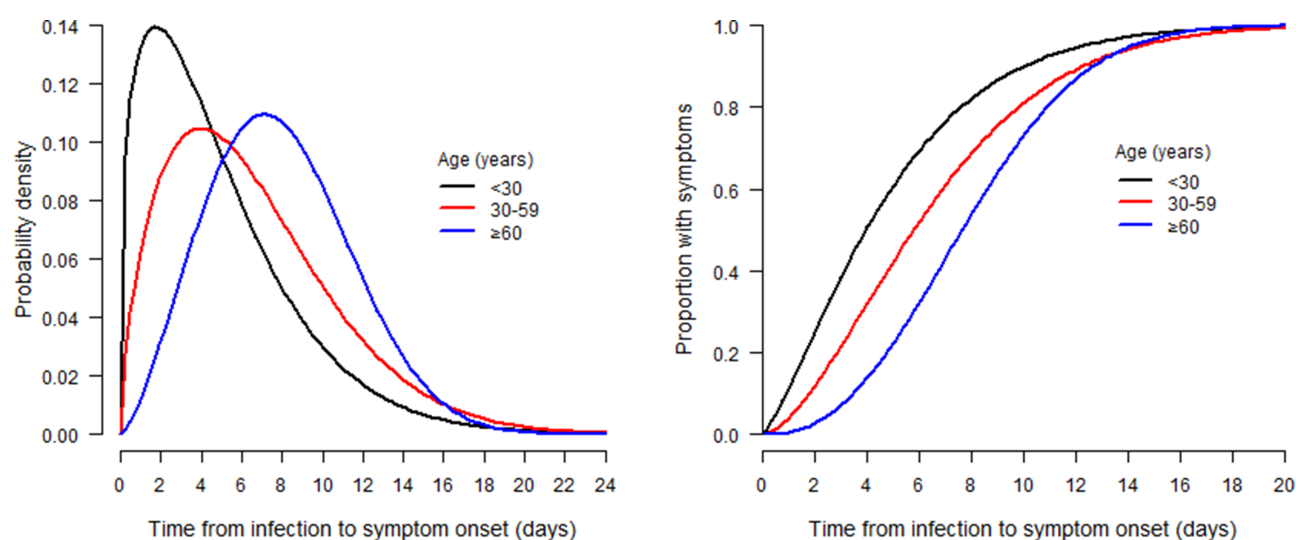 Probability density
0.14
0.12
0.10
0.08
0.06
0.04
0.02
0.00
Age (years)
<30
30-59
≥60
0 2 4 6 8 10 12 14 16 18 20 22 24
Time from infection to symptom onset (days)
Proportion with symptoms
1.0
0.8
0.6
0.4
0.2
0.0
Age (years)
<30
30-59
≥60
0 2 4 6 8 10 12 14 16 18 20
Time from infection to symptom onset (days)